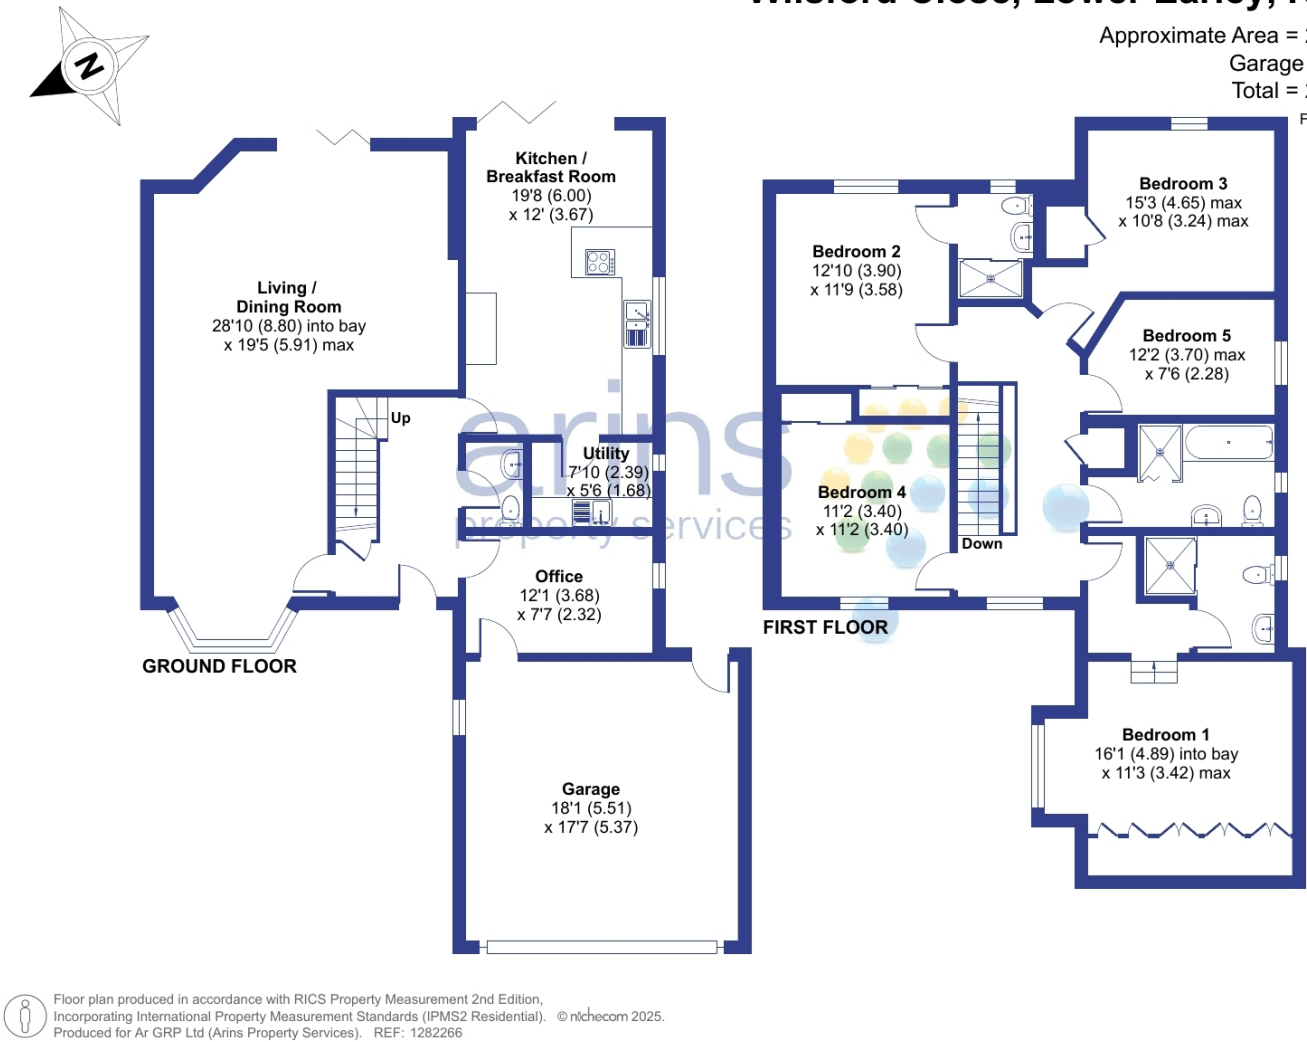 Approximate Area =
Garage
Total =
N
Kitchen /
Breakfast Room
19'8 (6.00)
x 12' (3.67)
Living /
Dining Room
28'10 (8.80) into bay
x 19'5 (5.91) max
Up
Utility
7'10 (2.39)
x 5'6 (1.68)
Office
12'1 (3.68)
x 7'7 (2.32)
GROUND FLOOR
Garage
18'1 (5.51)
x 17'7 (5.37)
Bedroom 3
15'3 (4.65) max
x 10'8 (3.24) max
Bedroom 2
12'10 (3.90)
x 11'9 (3.58)
Bedroom 5
12'2 (3.70) max
x 7'6 (2.28)
Bedroom 4
11'2 (3.40)
x 11'2 (3.40)
Down
FIRST FLOOR
Bedroom 1
16'1 (4.89) into bay
x 11'3 (3.42) max
arins
property services
Floor plan produced in accordance with RICS Property Measurement 2nd Edition,
Incorporating International Property Measurement Standards (IPMS2 Residential). © nichecom 2025.
Produced for Ar GRP Ltd (Arins Property Services). REF: 1282266